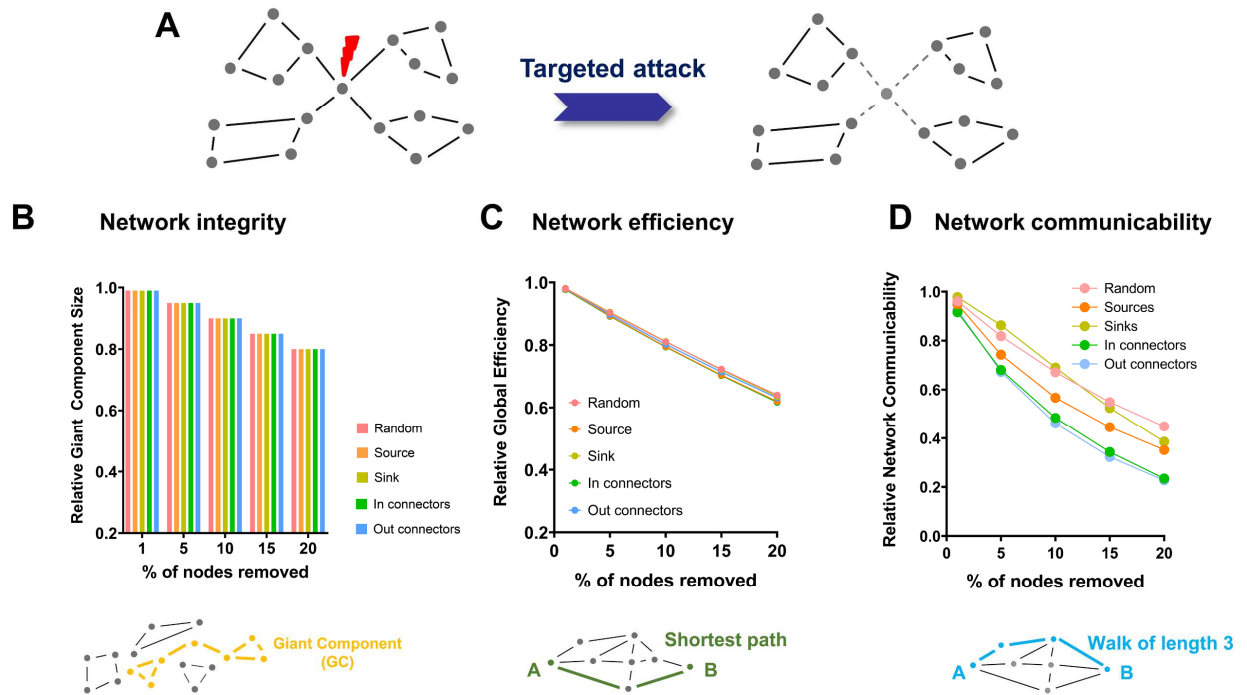 A
Targeted attack
B
Network integrity
Relative Giant Component Size
1.0
0.8
0.6
0.4
0.2
1 5 10 15 20
% of nodes removed
Random
Source
Sink
In connectors
Out connectors
Giant Component
(GC)
C
Network efficiency
Relative Global Efficiency
1.0
0.8
0.6
0.4
0.2
0 5 10 15 20
% of nodes removed
Random
Source
Sink
In connectors
Out connectors
Shortest path
A
B
D
Network communicability
Relative Network Communicability
1.0
0.8
0.6
0.4
0.2
0.0
0 5 10 15 20
% of nodes removed
Random
Sources
Sinks
In connectors
Out connectors
Walk of length 3
A
B